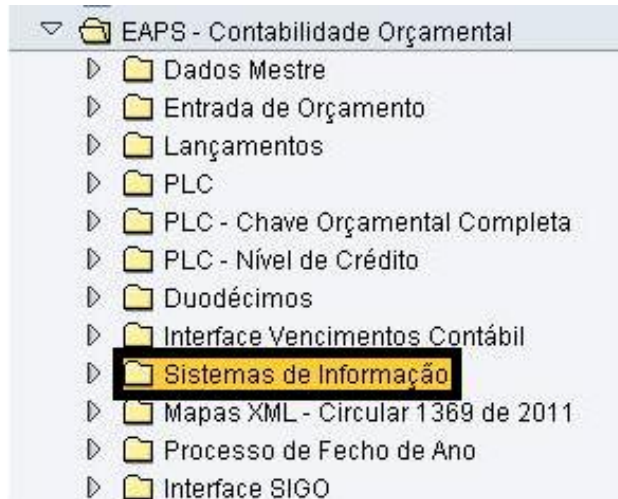 EAPS - Contabilidade Orçamental
Dados Mestre
Entrada de Orçamento
Lançamentos
PLC
PLC - Chave Orçamental Completa
PLC - Nível de Crédito
Duodécimos
Interface Vencimentos Contábil
Sistemas de Informação
Mapas XML - Circular 1369 de 2011
Processo de Fecho de Ano
Interface SIGO